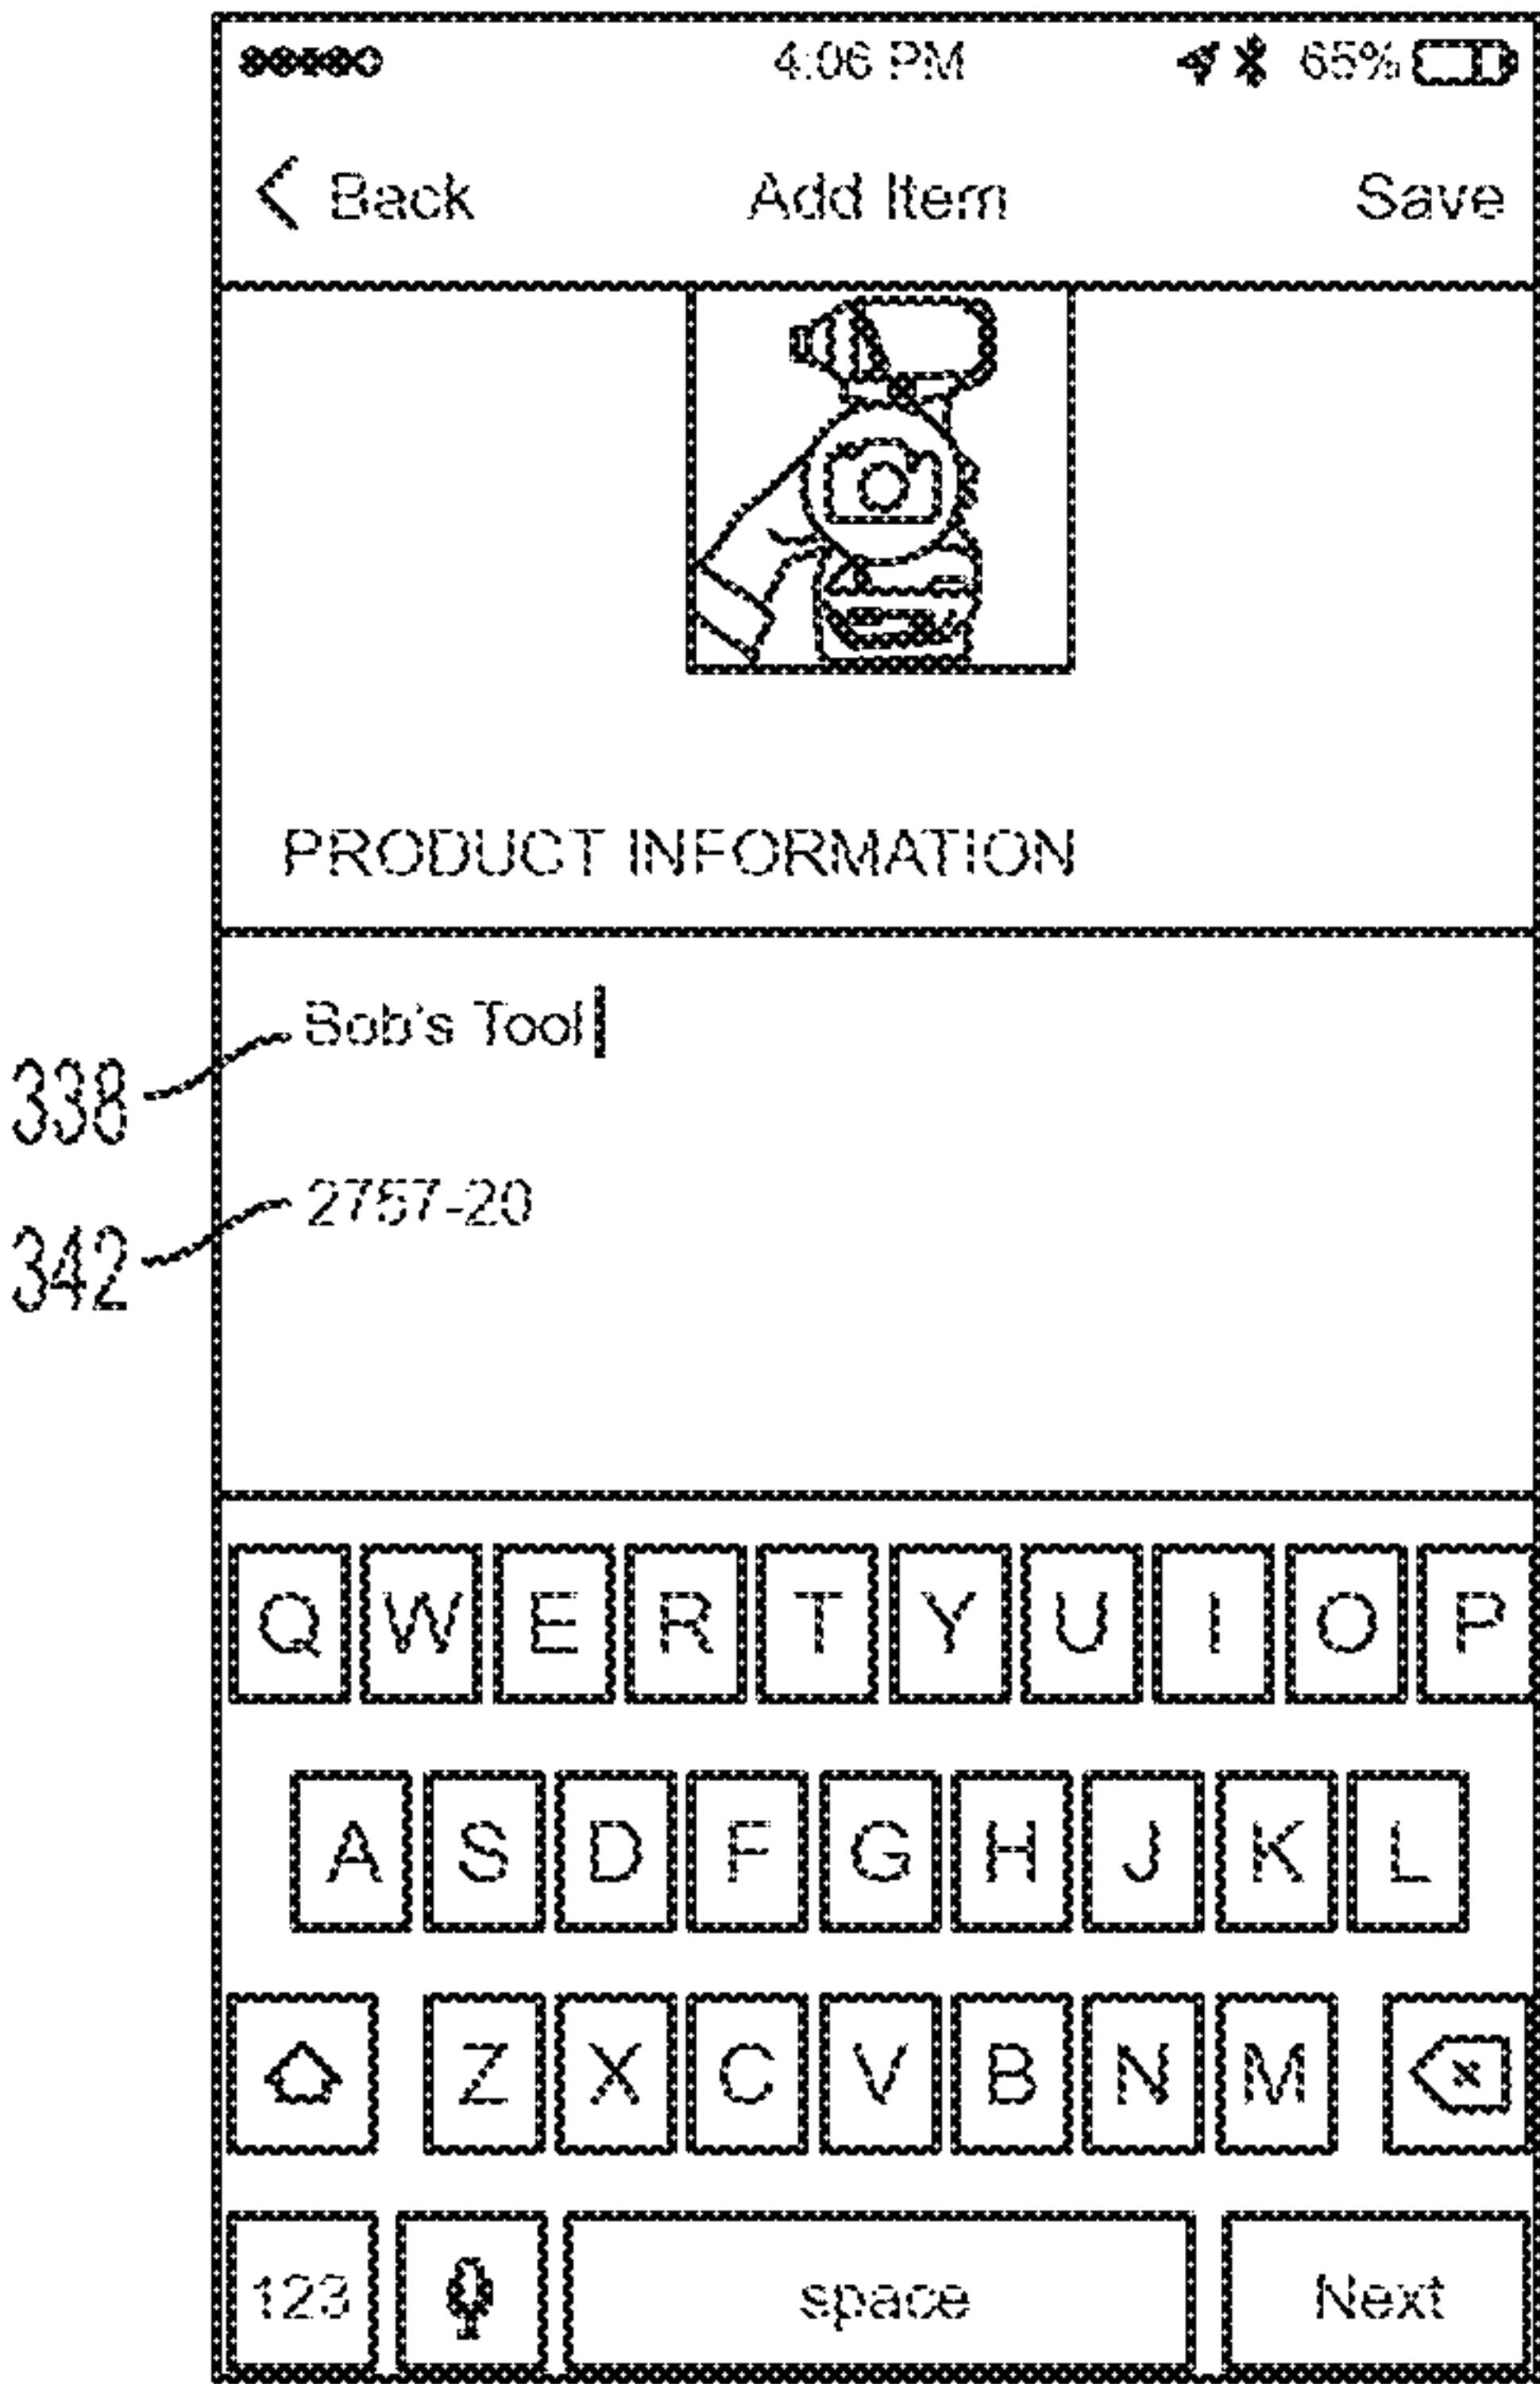 4:06 PM 65%
Back Add Item Save
PRODUCT INFORMATION
Bob's Tool
338
2757-20
342
Q W E R T Y U I O P
A S D F G H J K L
Z X C V B N M
123 space Next